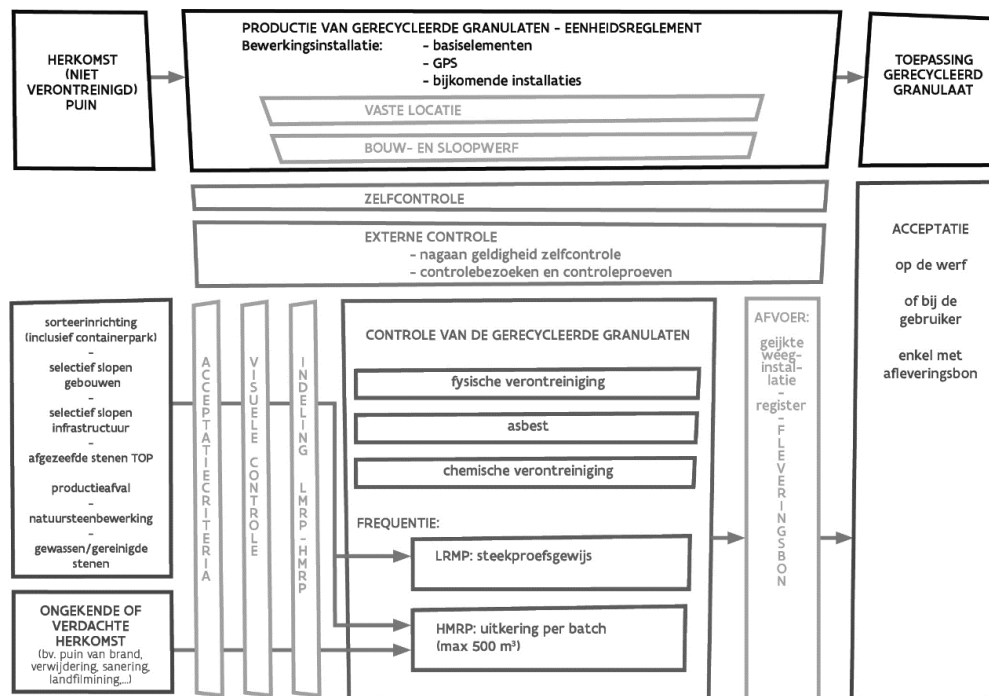 HERKOMST
(NIET
VERONTREINIGD)
PUIN
PRODUCTIE VAN GERECYCLEERDE GRANULATEN - EENHEIDSREGLEMENT
Bewerkingsinstallatie: - basiselementen
- GPS
- bijkomende installaties
VASTE LOCATIE
BOUW- EN SLOOPWERF
TOEPASSING
GERECYCLEERD
GRANULAAT
ZELFCONTROLE
EXTERNE CONTROLE
- nagaan geldigheid zelfcontrole
- controlebezoeken en controleproeven
sorteerinrichting
(inclusief containerpark)
-
selectief slopen
gebouwen
-
selectief slopen
infrastructuur
-
afgezeefde stenen TOP
productieafval
-
natuursteenbewerking
-
gewassen/gereinigde
stenen
ONGEKENDE OF
VERDACHTE
HERKOMST
(bv. puin van brand,
verwijdering, sanering,
landfilmining,...)
ACCEPTATIECRITERIA
VISUELE CONTROLE
INDELING LMRP-HMRP
CONTROLE VAN DE GERECYCLEERDE GRANULATEN
fysische verontreiniging
asbest
chemische verontreiniging
FREQUENTIE:
LRMP: steekproefsgewijs
HMRP: uitkering per batch
(max 500 m³)
AFVOER:
geijkte
weeg-
instal-
latie
-
register
-
FLEVERINGSBON
ACCEPTATIE
op de werf
of bij de
gebruiker
enkel met
afleveringsbon